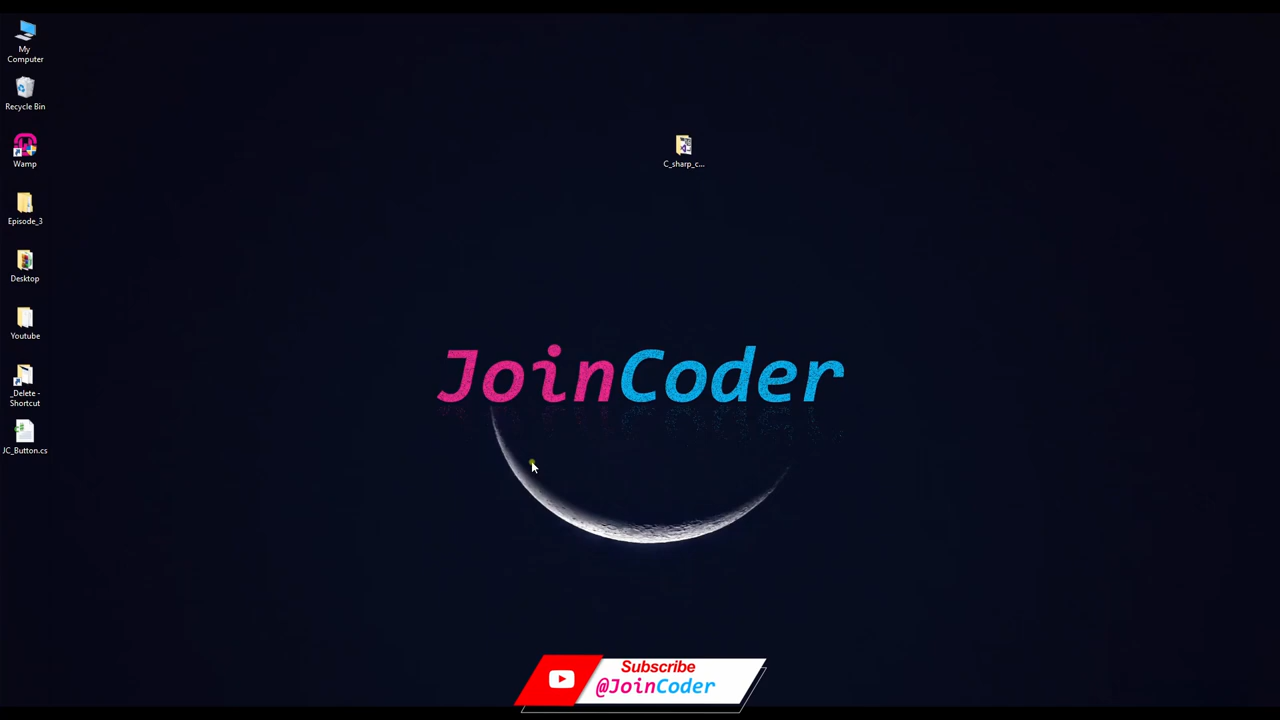 My
Computer
Recycle Bin
Wamp
Episode_3
Desktop
Youtube
_Delete -
Shortcut
JC_Button.cs
C_sharp_c...
JoinCoder
Subscribe
@JoinCoder